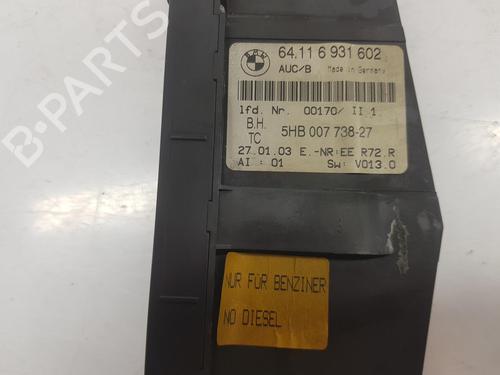 BMW
64.11 6 931 602
AUC/B Made in Germany
lfd. Nr. 00170/ II 1
B.H.
TC 5HB 007 738-27
27.01.03 E.-NR:EE R72.R
AI : 01 Sw: V013.0
NUR FÜR BENZINER
NO DIESEL
B-PARTS